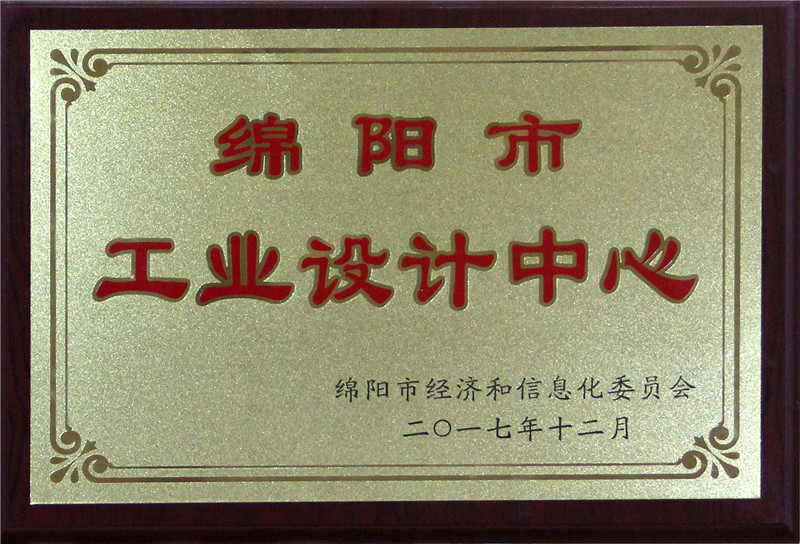 绵阳市
工业设计中心
绵阳市经济和信息化委员会
二〇一七年十二月